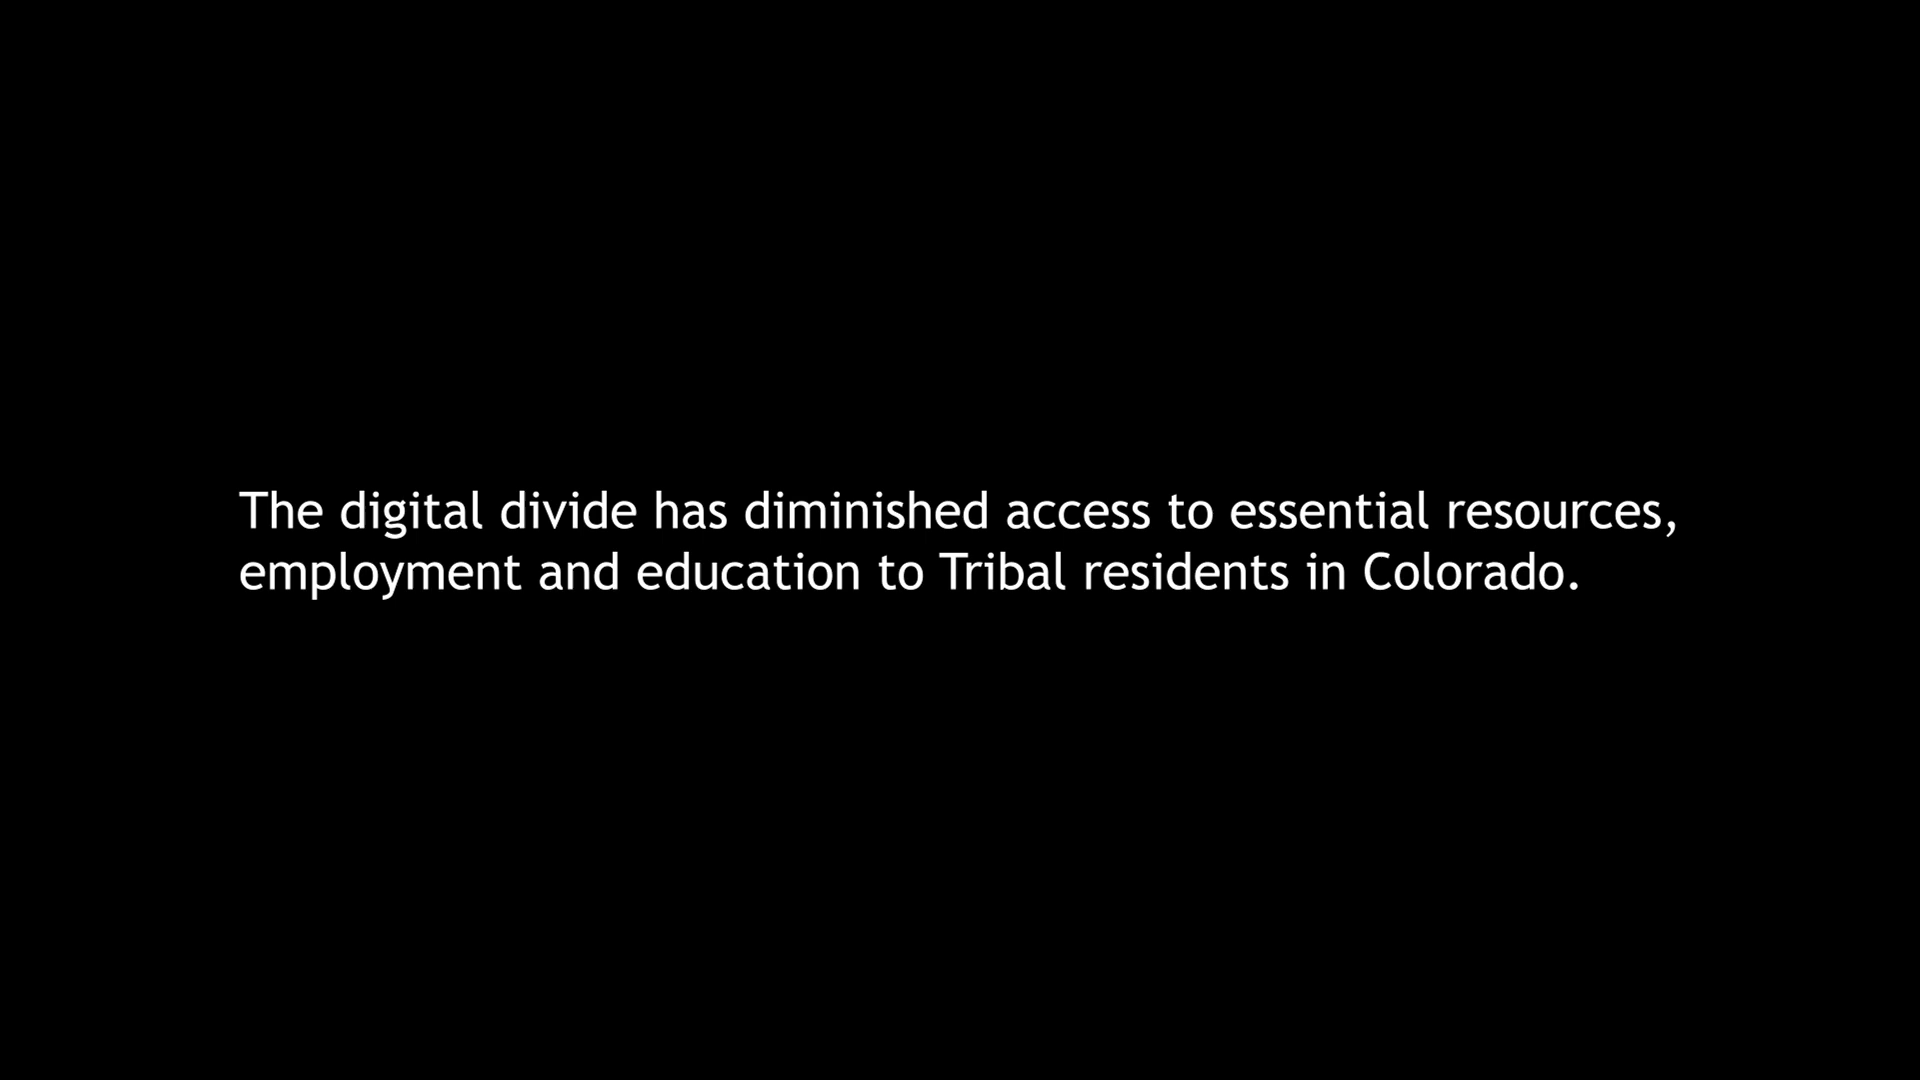 The digital divide has diminished access to essential resources,
employment and education to Tribal residents in Colorado.